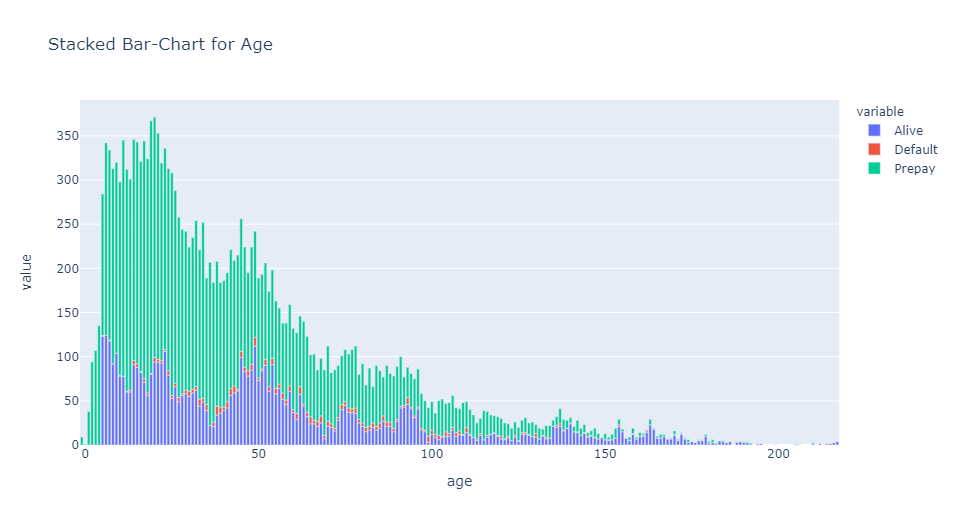 Stacked Bar-Chart for Age
variable
Alive
Default
Prepay
350
300
250
200
150
100
50
0
value
0 50 100 150 200
age